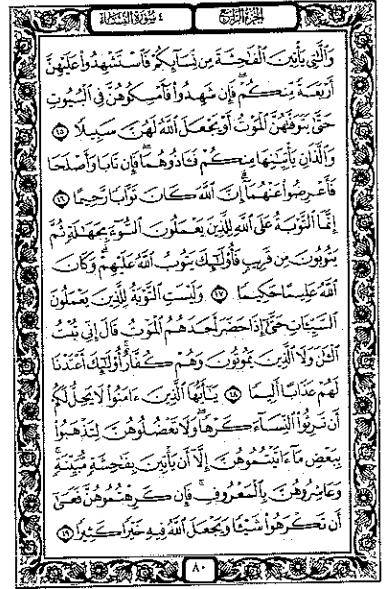 الجزء الرابع
٤ سورة النساء
وَٱلَّٰتِى يَأۡتِينَ ٱلۡفَٰحِشَةَ مِن نِّسَآئِكُمۡ فَٱسۡتَشۡهِدُواْ عَلَيۡهِنَّ
أَرۡبَعَةٗ مِّنكُمۡۖ فَإِن شَهِدُواْ فَأَمۡسِكُوهُنَّ فِى ٱلۡبُيُوتِ
حَتَّىٰ يَتَوَفَّىٰهُنَّ ٱلۡمَوۡتُ أَوۡ يَجۡعَلَ ٱللَّهُ لَهُنَّ سَبِيلٗا ١٥
وَٱلَّذَانِ يَأۡتِيَٰنِهَا مِنكُمۡ فَـَٔاذُوهُمَاۖ فَإِن تَابَا وَأَصۡلَحَا
فَأَعۡرِضُواْ عَنۡهُمَآۗ إِنَّ ٱللَّهَ كَانَ تَوَّابٗا رَّحِيمًا ١٦
إِنَّمَا ٱلتَّوۡبَةُ عَلَى ٱللَّهِ لِلَّذِينَ يَعۡمَلُونَ ٱلسُّوٓءَ بِجَهَٰلَةٖ ثُمَّ
يَتُوبُونَ مِن قَرِيبٖ فَأُوْلَٰٓئِكَ يَتُوبُ ٱللَّهُ عَلَيۡهِمۡۗ وَكَانَ
ٱللَّهُ عَلِيمًا حَكِيمٗا ١٧ وَلَيۡسَتِ ٱلتَّوۡبَةُ لِلَّذِينَ يَعۡمَلُونَ
ٱلسَّيِّـَٔاتِ حَتَّىٰٓ إِذَا حَضَرَ أَحَدَهُمُ ٱلۡمَوۡتُ قَالَ إِنِّى تُبۡتُ
ٱلۡـَٰٔنَ وَلَا ٱلَّذِينَ يَمُوتُونَ وَهُمۡ كُفَّارٌۚ أُوْلَٰٓئِكَ أَعۡتَدۡنَا
لَهُمۡ عَذَابًا أَلِيمٗا ١٨ يَٰٓأَيُّهَا ٱلَّذِينَ ءَامَنُواْ لَا يَحِلُّ لَكُمۡ
أَن تَرِثُواْ ٱلنِّسَآءَ كَرۡهٗاۖ وَلَا تَعۡضُلُوهُنَّ لِتَذۡهَبُواْ
بِبَعۡضِ مَآ ءَاتَيۡتُمُوهُنَّ إِلَّآ أَن يَأۡتِينَ بِفَٰحِشَةٖ مُّبَيِّنَةٖۚ
وَعَاشِرُوهُنَّ بِٱلۡمَعۡرُوفِۚ فَإِن كَرِهۡتُمُوهُنَّ فَعَسَىٰٓ
أَن تَكۡرَهُواْ شَيۡـٔٗا وَيَجۡعَلَ ٱللَّهُ فِيهِ خَيۡرٗا كَثِيرٗا ١٩
٨٠